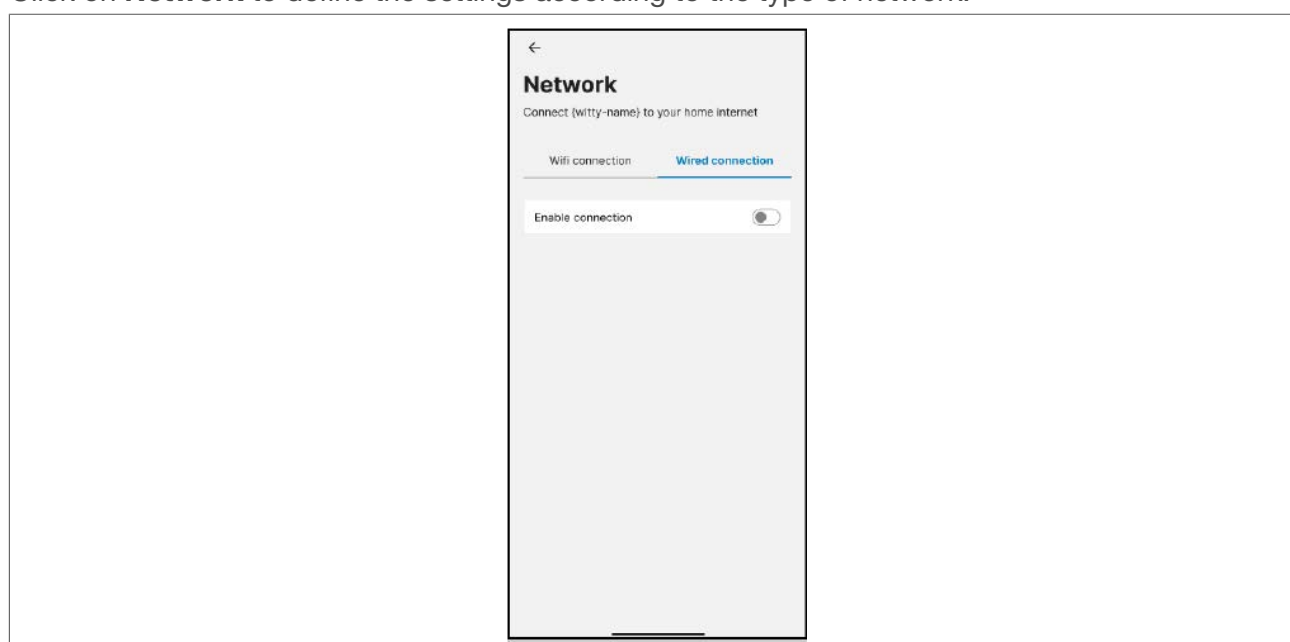 Click on Network to define the settings according to the type of network.
←
Network
Connect {witty-name} to your home internet
Wifi connection Wired connection
Enable connection